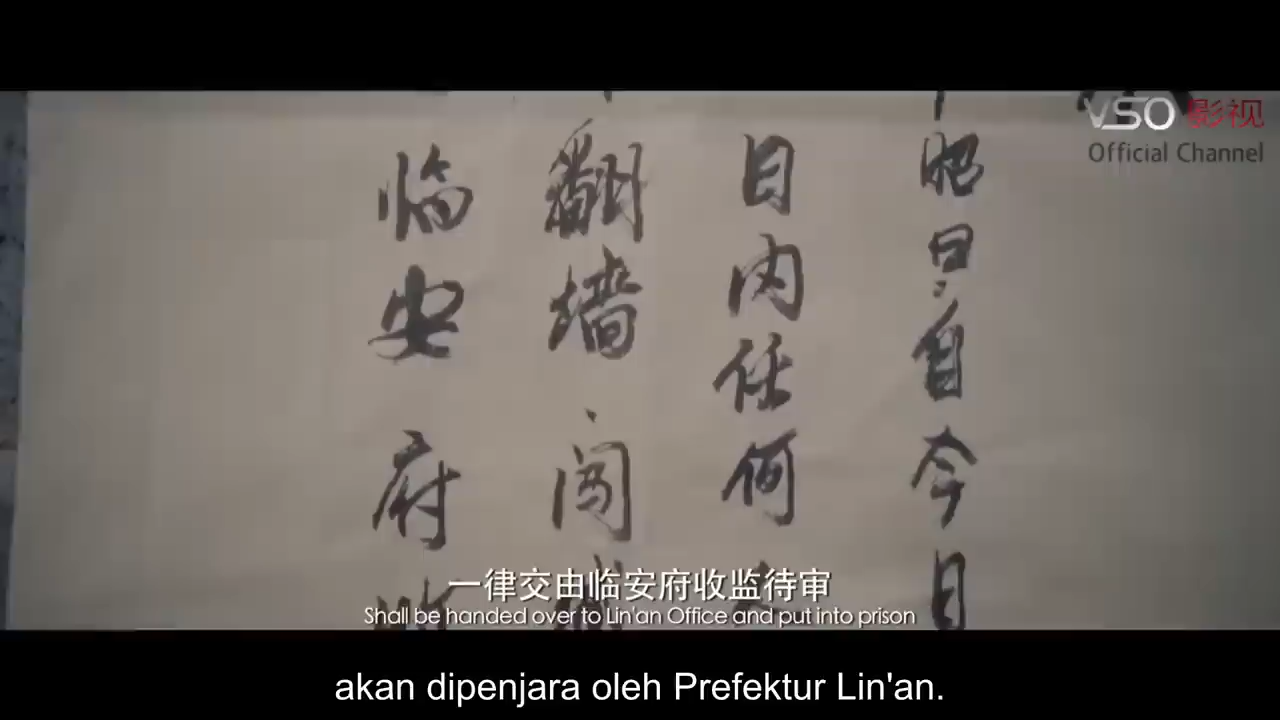 VSO影视
Official Channel
昭曰:自今日
日内任何
翻墙、闯
临安府
一律交由临安府收监待审
Shall be handed over to Lin'an Office and put into prison
akan dipenjara oleh Prefektur Lin'an.